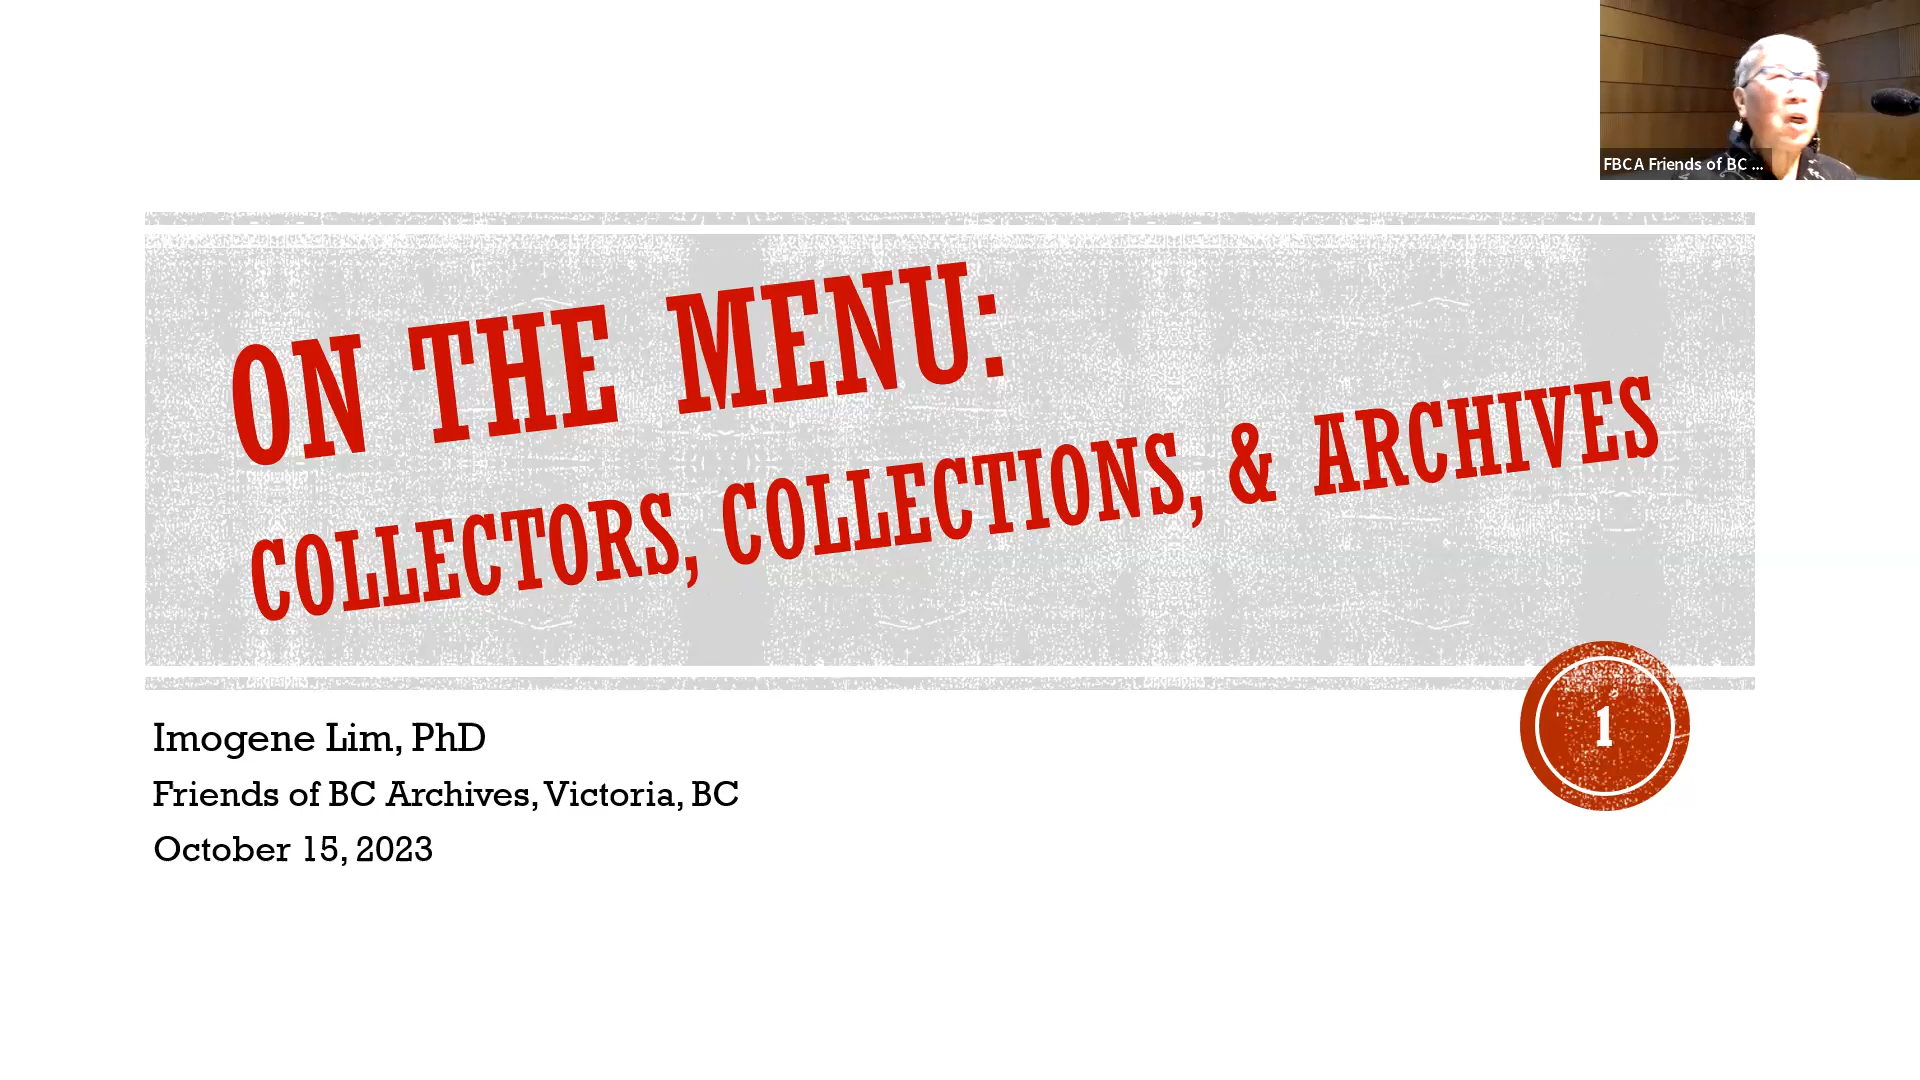 FBCA Friends of BC ...
ON THE MENU:
COLLECTORS, COLLECTIONS, & ARCHIVES
1
Imogene Lim, PhD
Friends of BC Archives, Victoria, BC
October 15, 2023